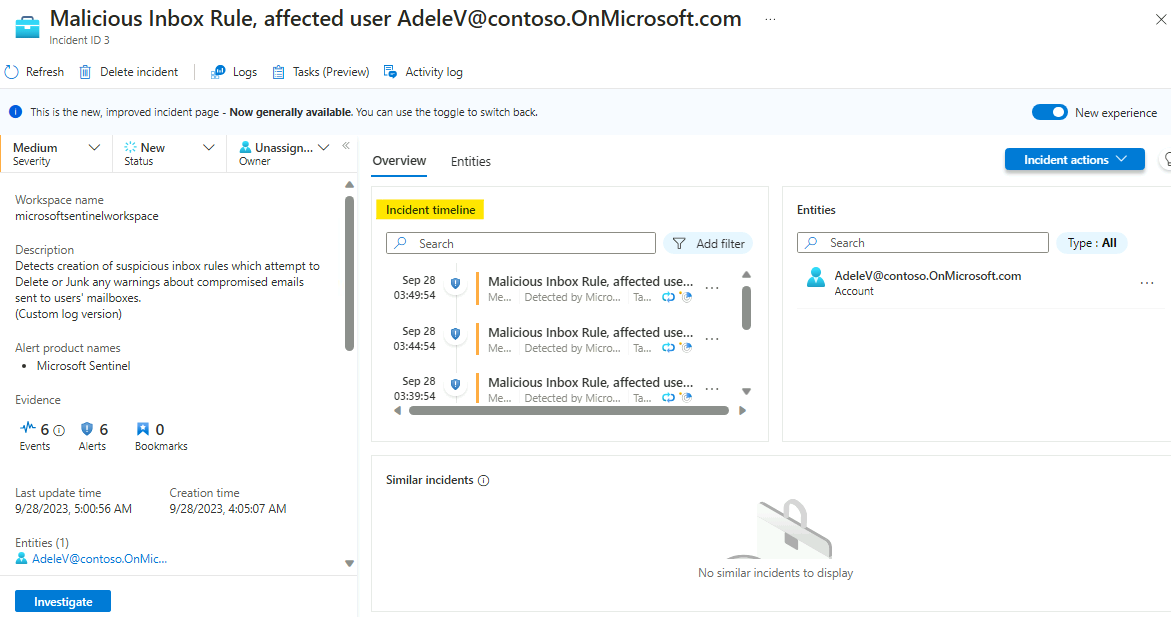 Malicious Inbox Rule, affected user AdeleV@contoso.OnMicrosoft.com ...
Incident ID 3
Refresh Delete incident Logs Tasks (Preview) Activity log
This is the new, improved incident page - Now generally available. You can use the toggle to switch back. New experience
Medium
Severity
New
Status
Unassign...
Owner
Workspace name
microsoftsentinelworkspace
Description
Detects creation of suspicious inbox rules which attempt to
Delete or Junk any warnings about compromised emails
sent to users' mailboxes.
(Custom log version)
Alert product names
• Microsoft Sentinel
Evidence
6
Events
6
Alerts
0
Bookmarks
Last update time
9/28/2023, 5:00:56 AM
Creation time
9/28/2023, 4:05:07 AM
Entities (1)
AdeleV@contoso.OnMic...
Investigate
Overview Entities
Incident actions
Incident timeline
Search
Add filter
Sep 28
03:49:54
Malicious Inbox Rule, affected use...
Me... Detected by Micro... Ta...
Sep 28
03:44:54
Malicious Inbox Rule, affected use...
Me... Detected by Micro... Ta...
Sep 28
03:39:54
Malicious Inbox Rule, affected use...
Me... Detected by Micro... Ta...
Entities
Search
Type : All
AdeleV@contoso.OnMicrosoft.com
Account
Similar incidents
No similar incidents to display